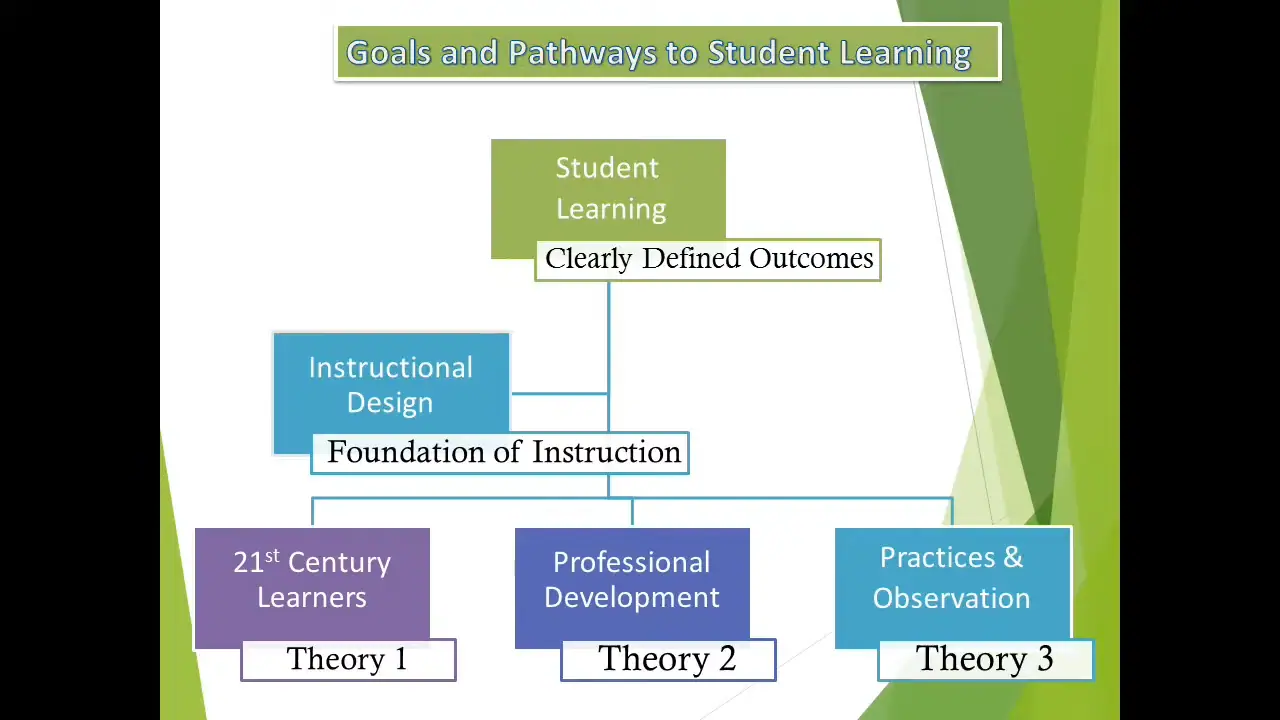 Goals and Pathways to Student Learning
Student
Learning
Clearly Defined Outcomes
Instructional
Design
Foundation of Instruction
21st Century
Learners
Theory 1
Professional
Development
Theory 2
Practices &
Observation
Theory 3